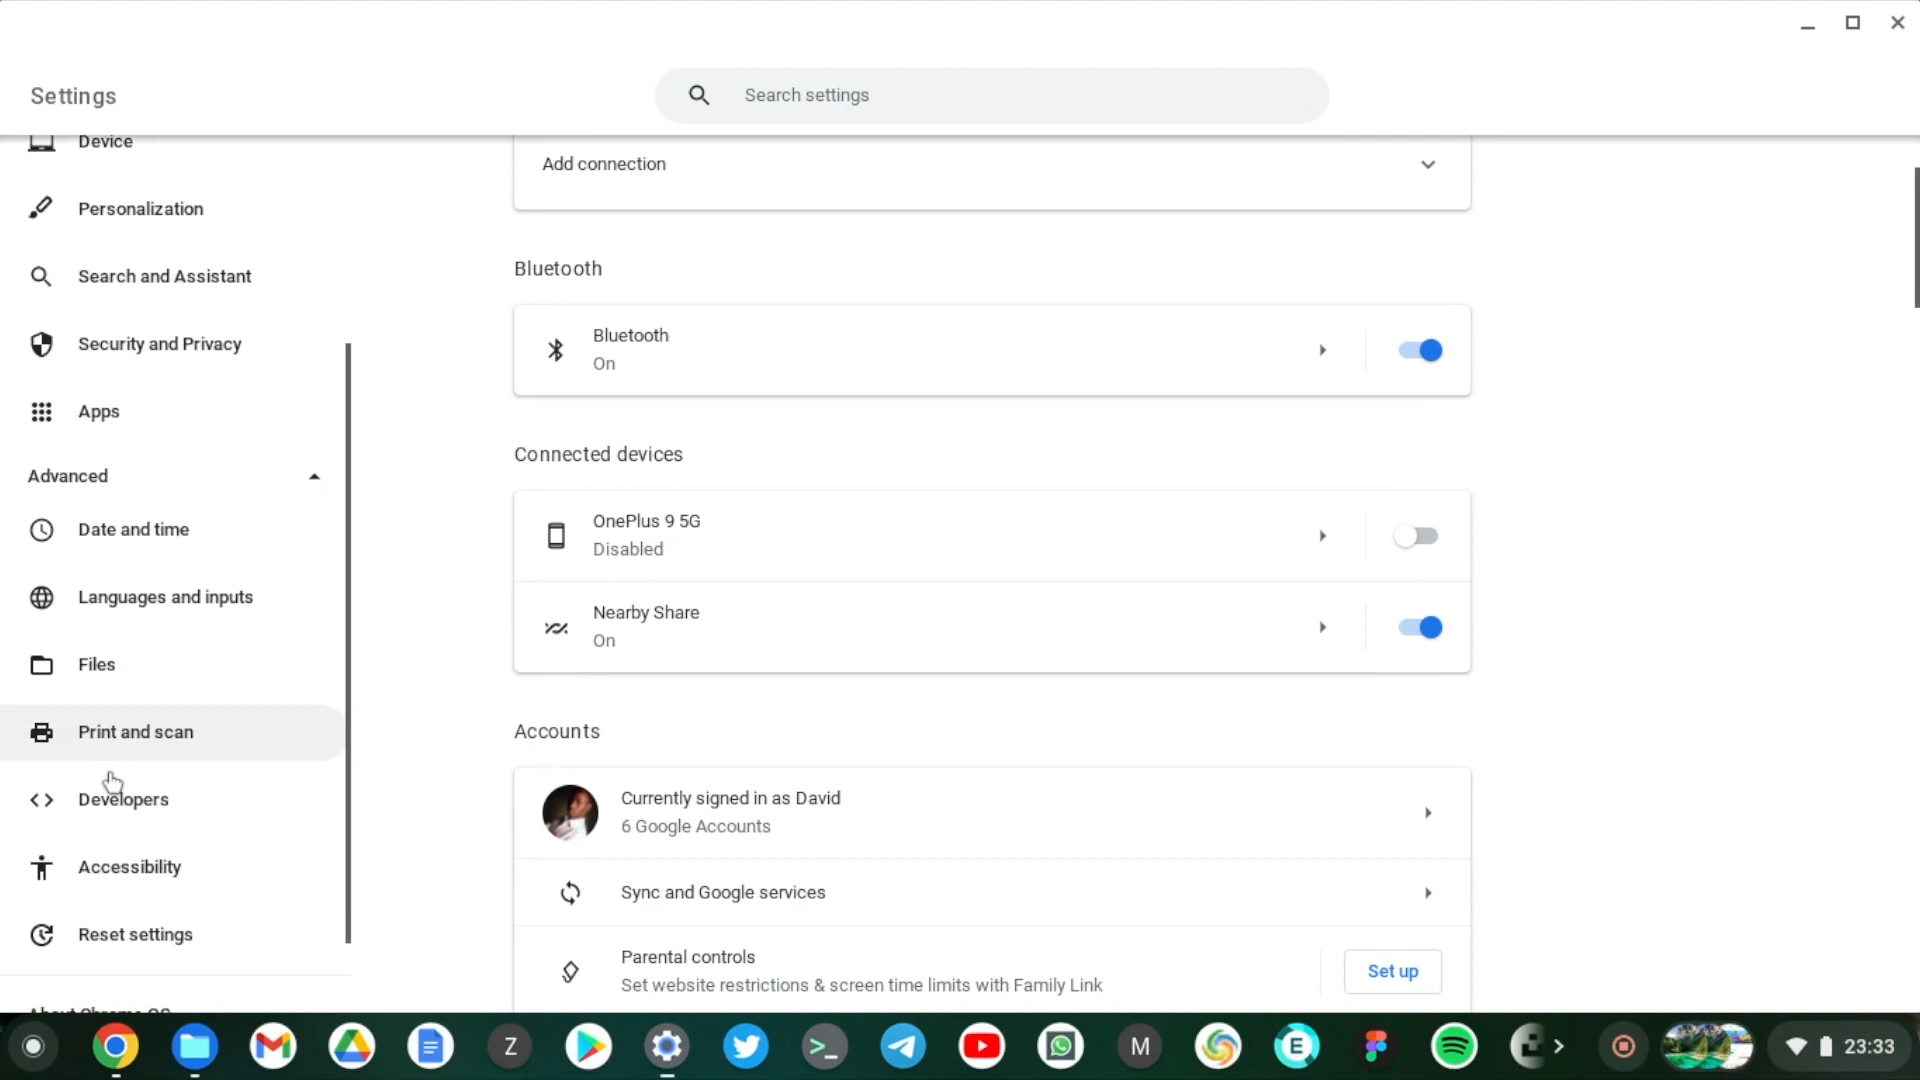 Settings
Search settings
Device
Personalization
Search and Assistant
Security and Privacy
Apps
Advanced
Date and time
Languages and inputs
Files
Print and scan
Developers
Accessibility
Reset settings
About Chrome OS
Add connection
Bluetooth
Bluetooth
On
Connected devices
OnePlus 9 5G
Disabled
Nearby Share
On
Accounts
Currently signed in as David
6 Google Accounts
Sync and Google services
Parental controls
Set website restrictions & screen time limits with Family Link
Set up
Z
M
E
23:33